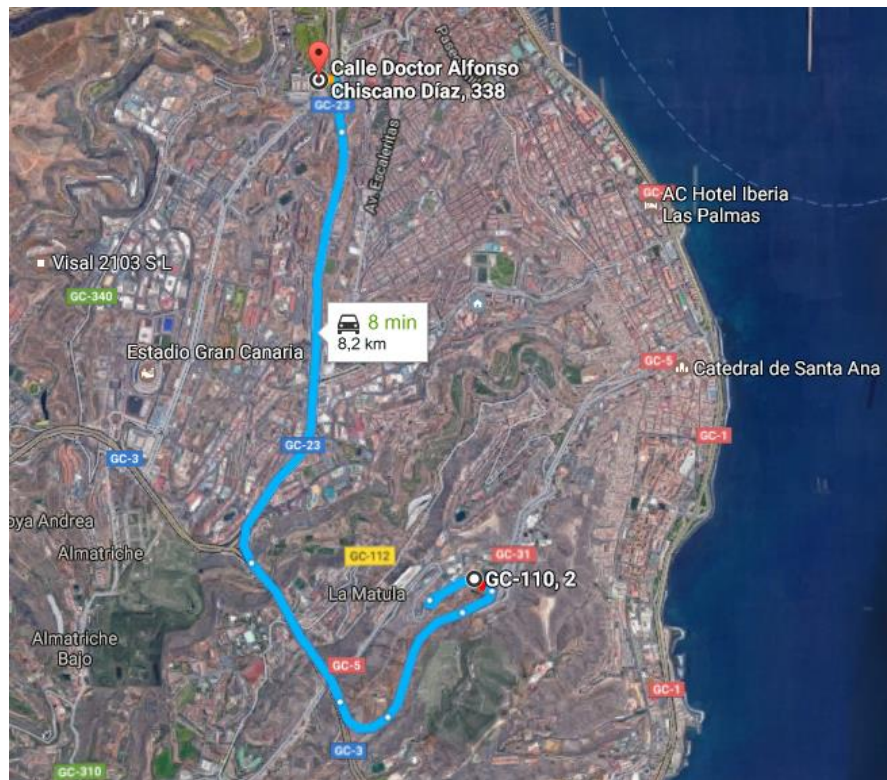 Calle Doctor Alfonso
Chiscano Díaz, 338
GC-23
Av. Escaleritas
AC Hotel Iberia
Las Palmas
Visal 2103 S L
GC-340
8 min
8,2 km
Estadio Gran Canaria
GC-5
Catedral de Santa Ana
GC-1
GC-23
GC-3
oya Andrea
Almatriche
GC-112
GC-31
GC-110, 2
La Matula
Almatriche
Bajo
GC-5
GC-1
GC-3
GC-310